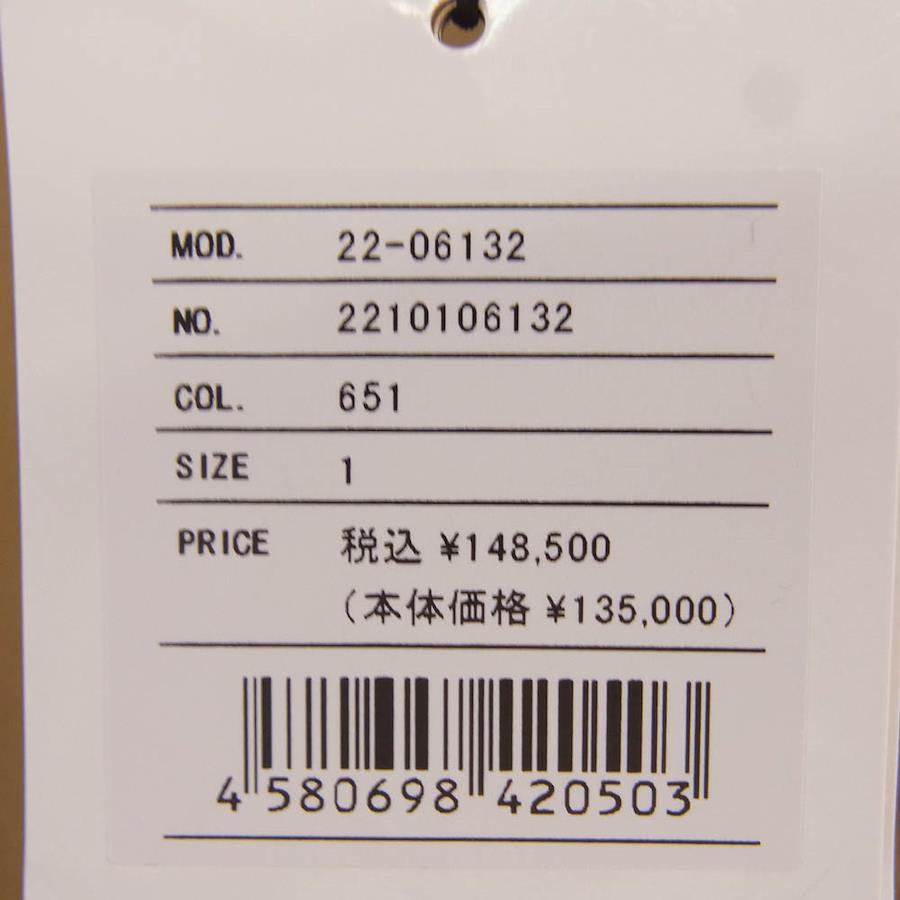 MOD. 22-06132
NO. 2210106132
COL. 651
SIZE 1
PRICE 税込 ¥148,500
(本体価格 ¥135,000)
4 580698 420503